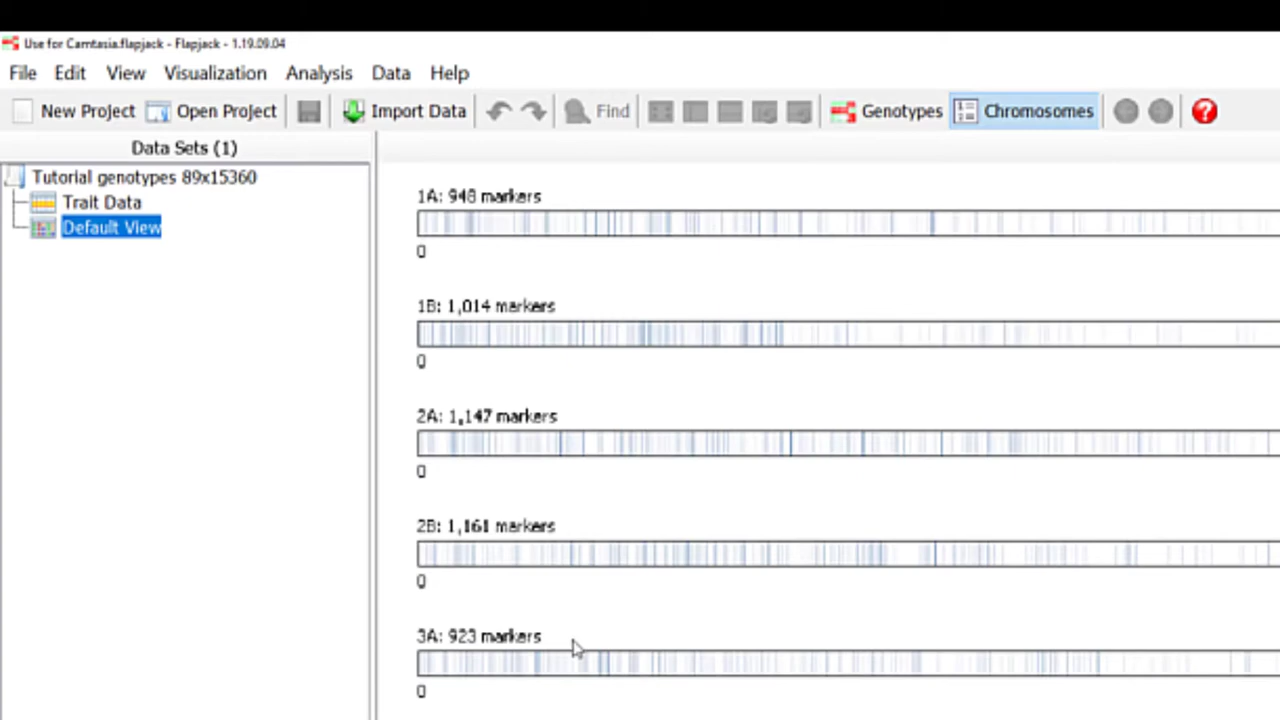 Use for Camtasia.flapjack - Flapjack - 1.19.09.04
File Edit View Visualization Analysis Data Help
New Project Open Project Import Data Find Genotypes Chromosomes ?
Data Sets (1)
Tutorial genotypes 89x15360
Trait Data
Default View
1A: 948 markers
0
1B: 1,014 markers
0
2A: 1,147 markers
0
2B: 1,161 markers
0
3A: 923 markers
0